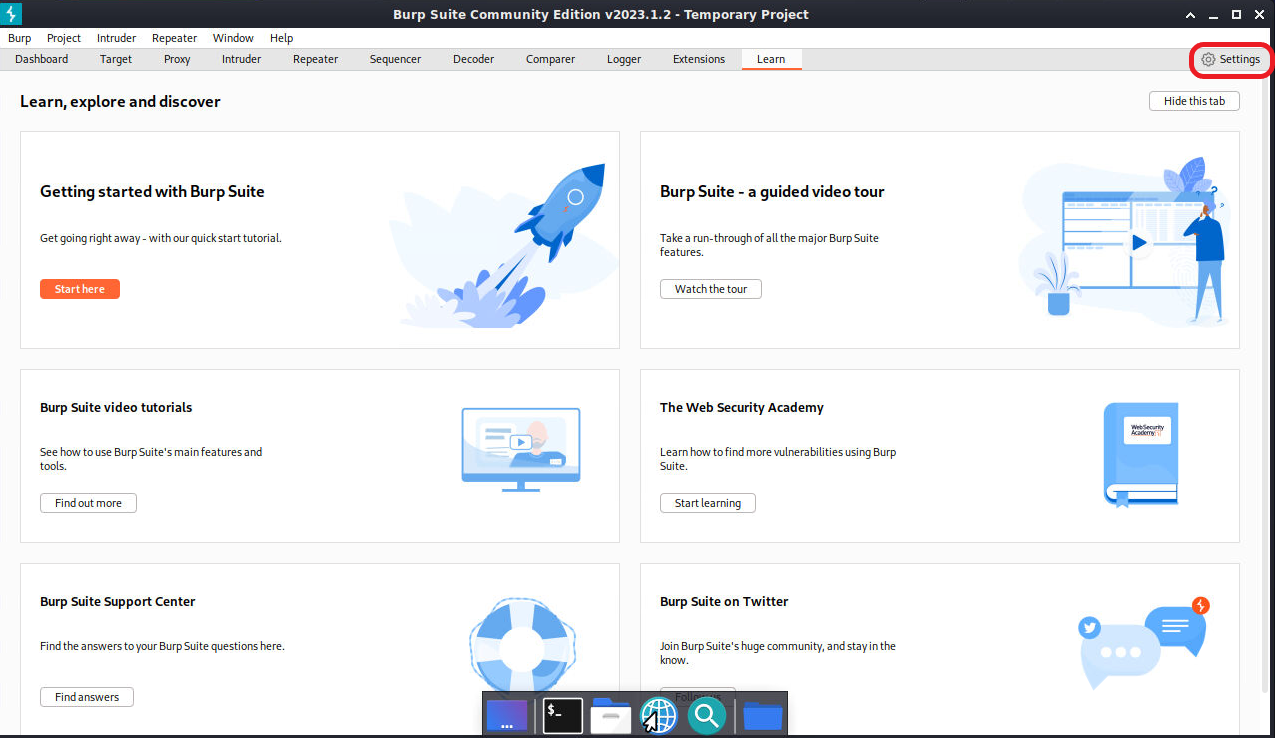 Burp Suite Community Edition v2023.1.2 - Temporary Project
Burp Project Intruder Repeater Window Help
Dashboard Target Proxy Intruder Repeater Sequencer Decoder Comparer Logger Extensions Learn Settings
Learn, explore and discover
Hide this tab
Getting started with Burp Suite
Get going right away - with our quick start tutorial.
Start here
Burp Suite - a guided video tour
Take a run-through of all the major Burp Suite
features.
Watch the tour
Burp Suite video tutorials
See how to use Burp Suite's main features and
tools.
Find out more
The Web Security Academy
Learn how to find more vulnerabilities using Burp
Suite.
Start learning
WebSecurity
Academy
Burp Suite Support Center
Find the answers to your Burp Suite questions here.
Find answers
Burp Suite on Twitter
Join Burp Suite's huge community, and stay in the
know.
Follow us
$_